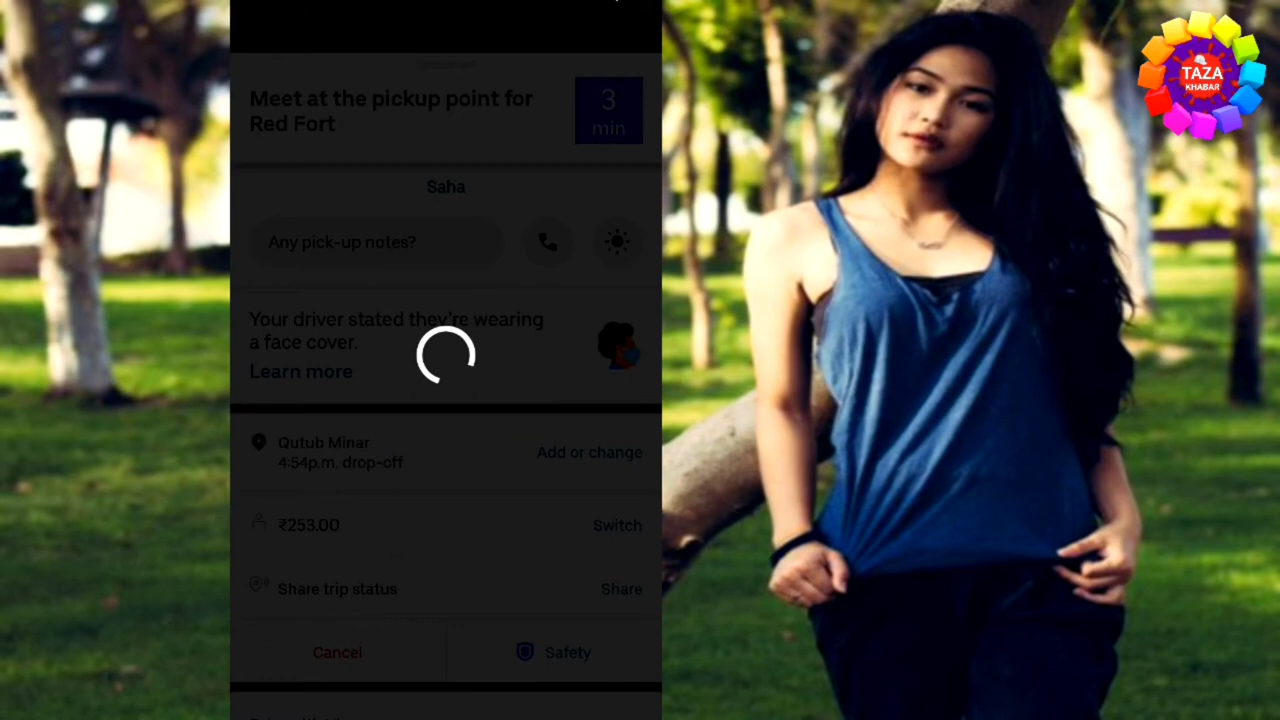 Meet at the pickup point for
Red Fort
3
min
Saha
Any pick-up notes?
Your driver stated they're wearing
a face cover.
Learn more
Qutub Minar
4:54p.m. drop-off
Add or change
₹253.00
Switch
Share trip status
Share
Cancel
Safety
TAZA
KHABAR